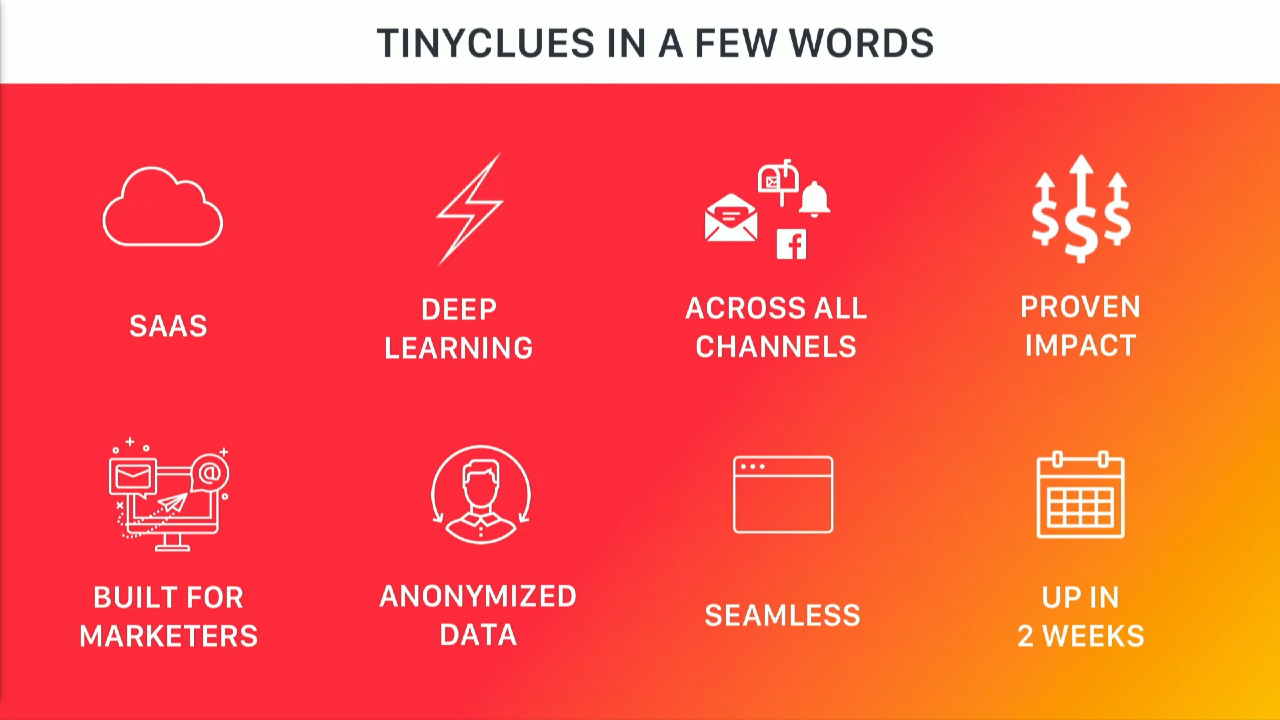 TINYCLUES IN A FEW WORDS
SAAS
DEEP
LEARNING
ACROSS ALL
CHANNELS
PROVEN
IMPACT
BUILT FOR
MARKETERS
ANONYMIZED
DATA
SEAMLESS
UP IN
2 WEEKS